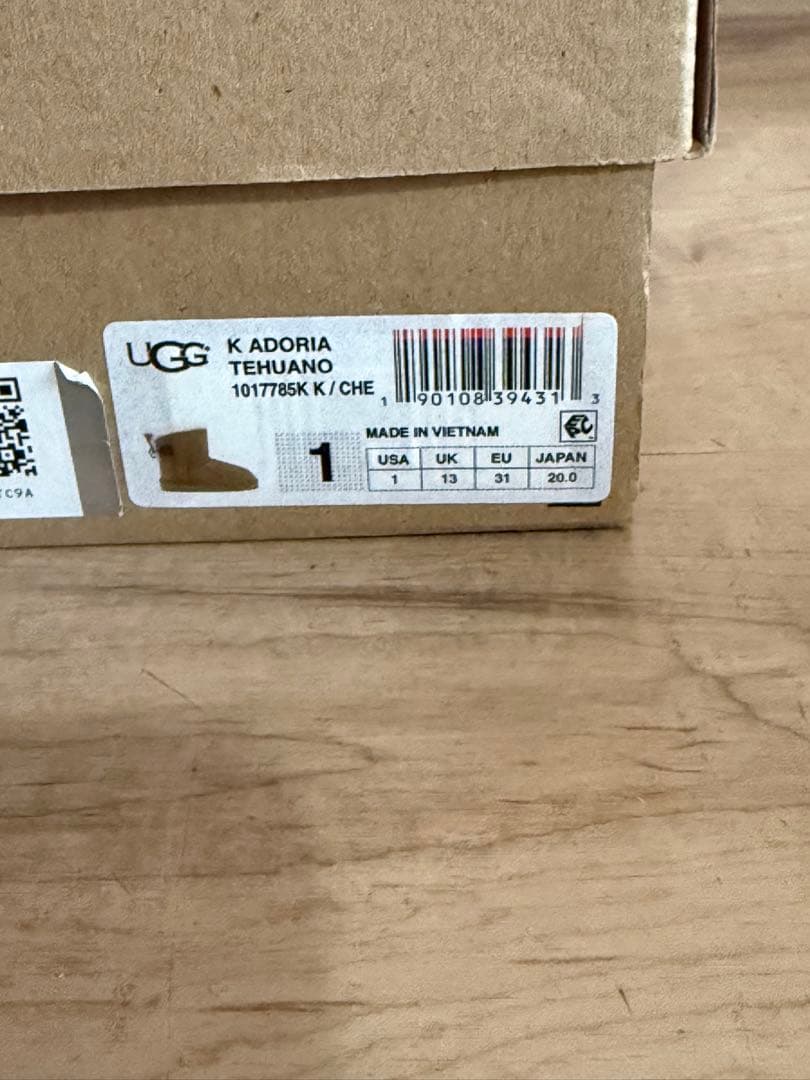 UGG
K ADORIA
TEHUANO
1017785K K / CHE
1 90108 39431 3
MADE IN VIETNAM
1
USA UK EU JAPAN
1 13 31 20.0
C9A